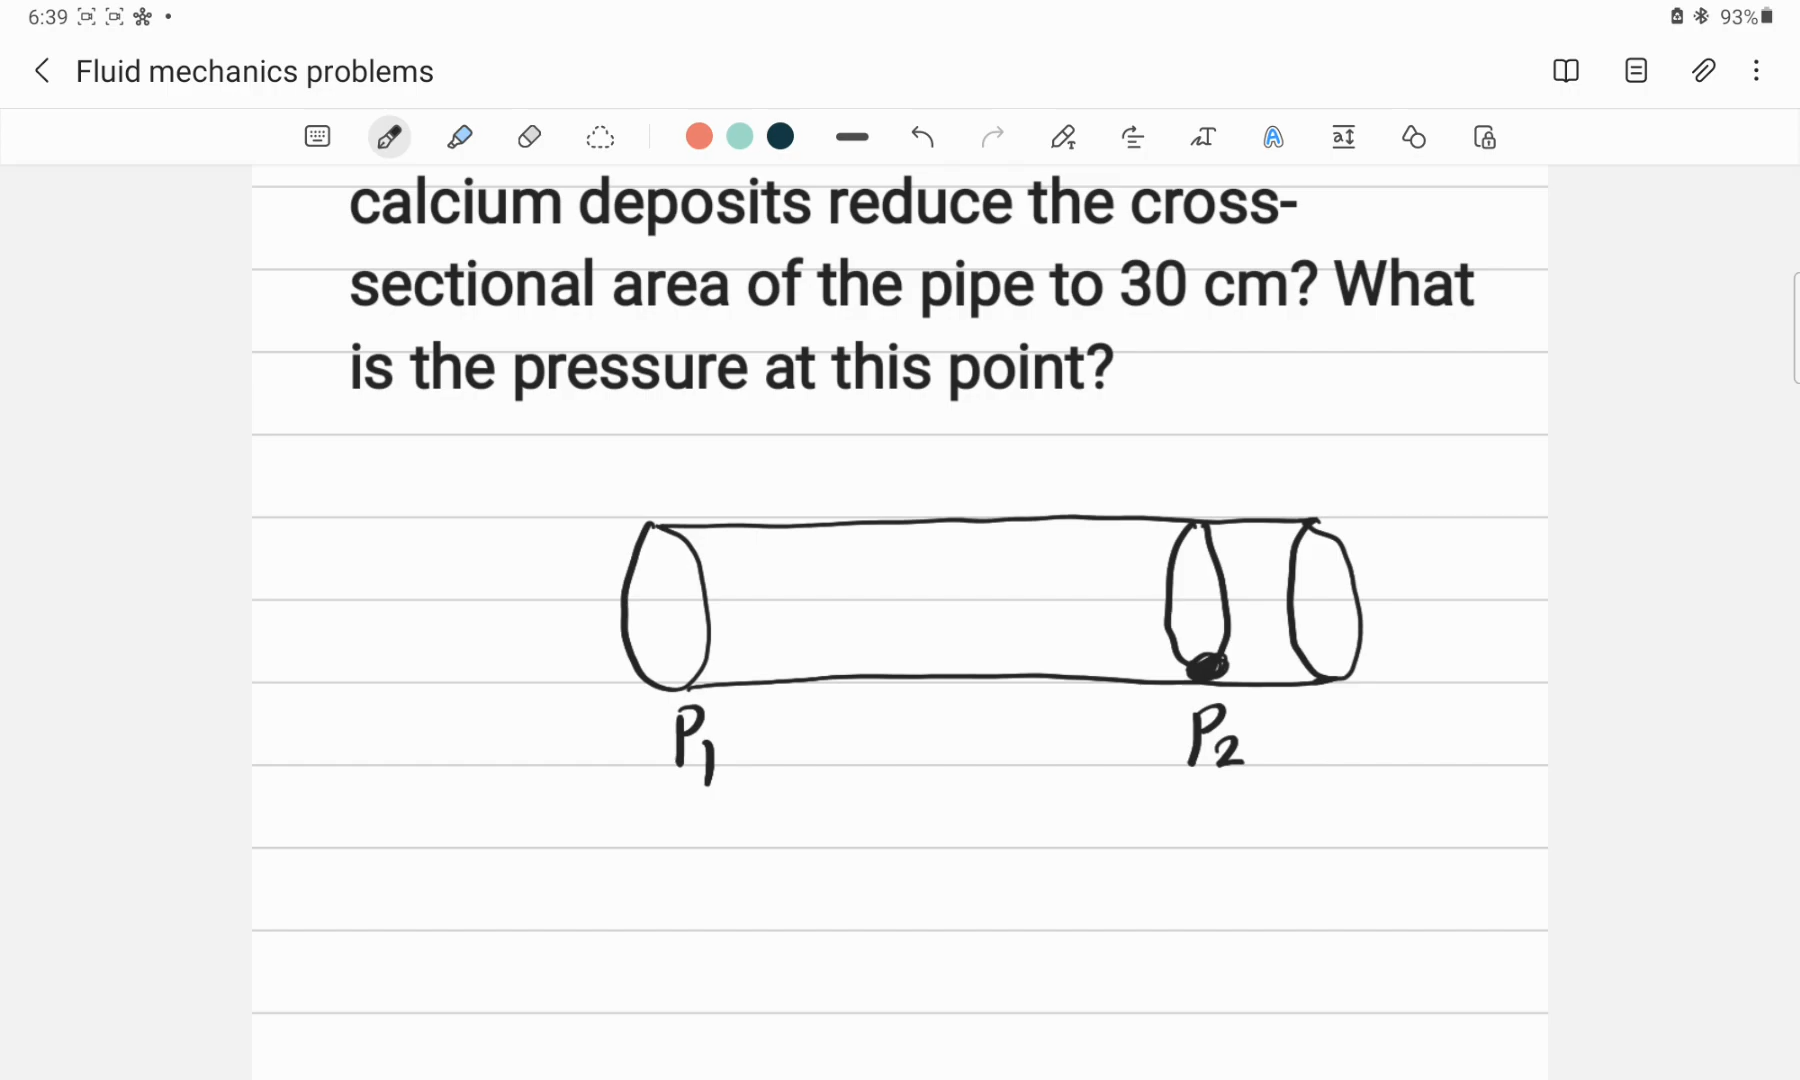 6:39
93%
Fluid mechanics problems
calcium deposits reduce the cross-
sectional area of the pipe to 30 cm? What
is the pressure at this point?
P1 P2